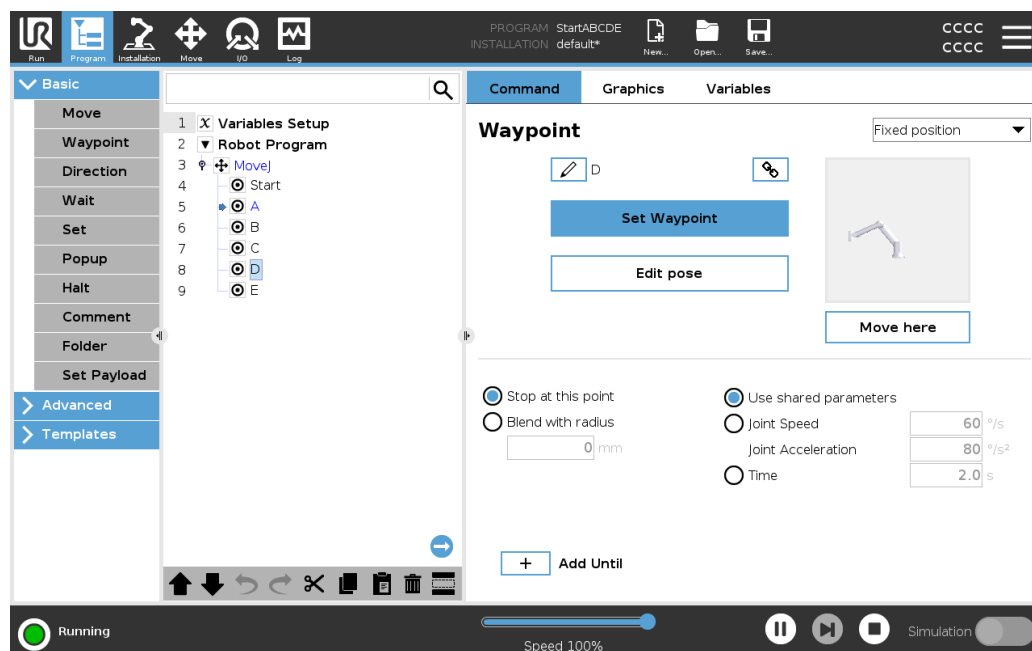 UR
Run
Program
Installation
Move
I/O
Log
PROGRAM StartABCDE
INSTALLATION default*
New...
Open...
Save...
CCCC
CCCC
Basic
Move
Waypoint
Direction
Wait
Set
Popup
Halt
Comment
Folder
Set Payload
Advanced
Templates
1 X Variables Setup
2 Robot Program
3 MoveJ
4 Start
5 A
6 B
7 C
8 D
9 E
Command Graphics Variables
Waypoint
Fixed position
D
Set Waypoint
Edit pose
Move here
Stop at this point
Blend with radius
0 mm
Use shared parameters
Joint Speed 60 °/s
Joint Acceleration 80 °/s²
Time 2.0 s
+ Add Until
Running
Speed 100%
Simulation